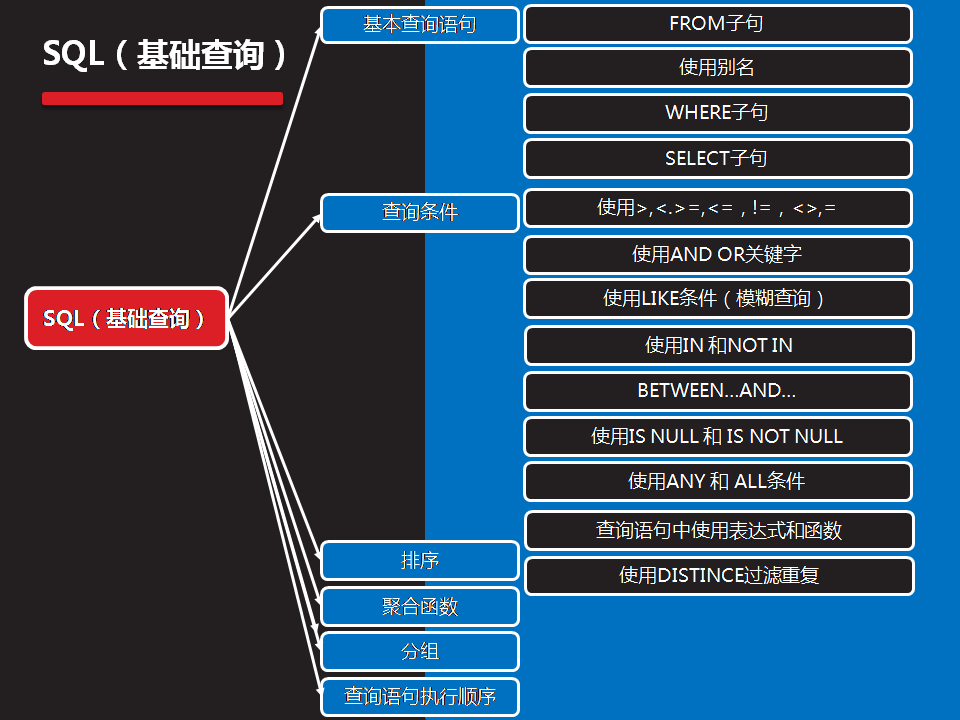 SQL（基础查询）
SQL（基础查询）
基本查询语句
FROM子句
使用别名
WHERE子句
SELECT子句
查询条件
使用>,<.>=,<=，!=，<>,=
使用AND OR关键字
使用LIKE条件（模糊查询）
使用IN 和NOT IN
BETWEEN...AND...
使用IS NULL 和 IS NOT NULL
使用ANY 和 ALL条件
查询语句中使用表达式和函数
使用DISTINCE过滤重复
排序
聚合函数
分组
查询语句执行顺序